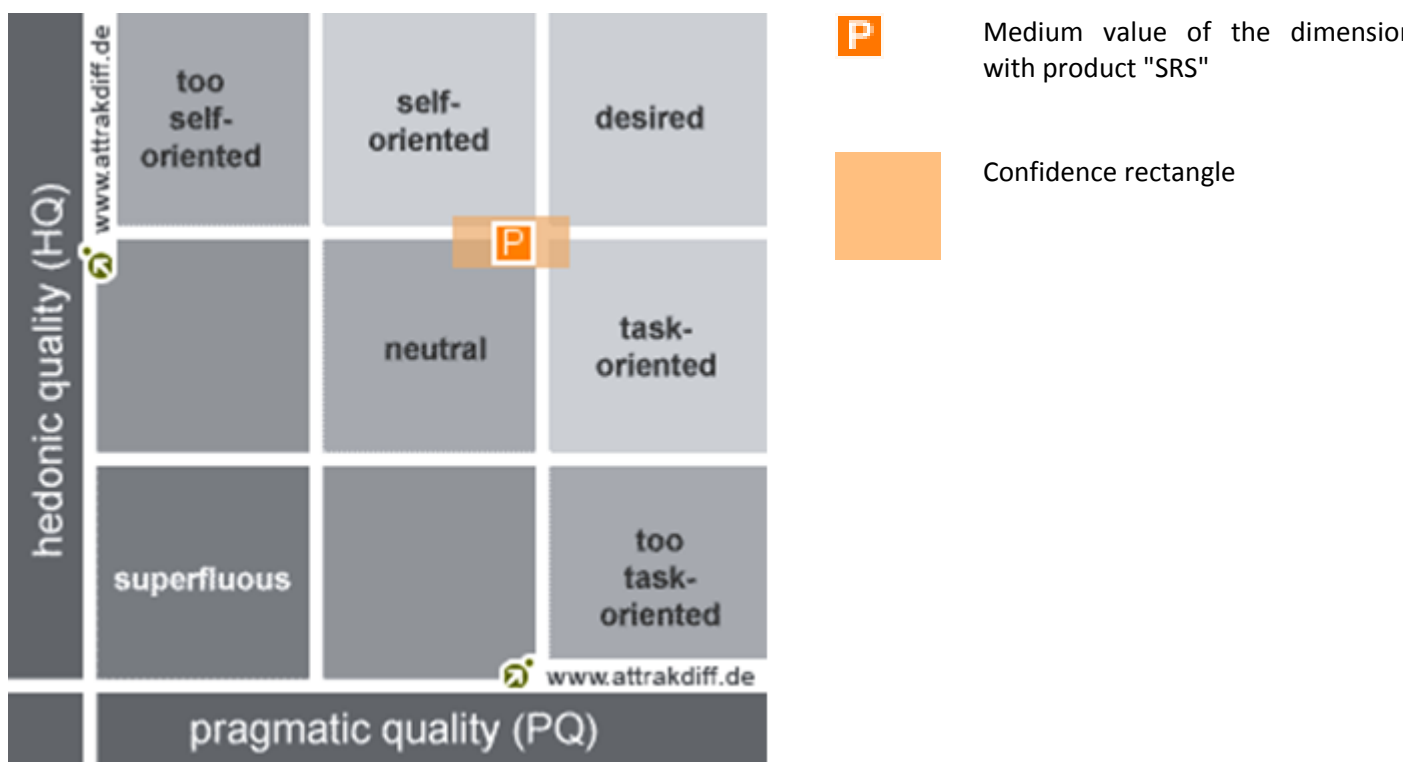 www.attrakdiff.de
hedonic quality (HQ)
too
self-
oriented
self-
oriented
desired
P
neutral
task-
oriented
superfluous
too
task-
oriented
www.attrakdiff.de
pragmatic quality (PQ)
P
Medium value of the dimension
with product "SRS"
Confidence rectangle